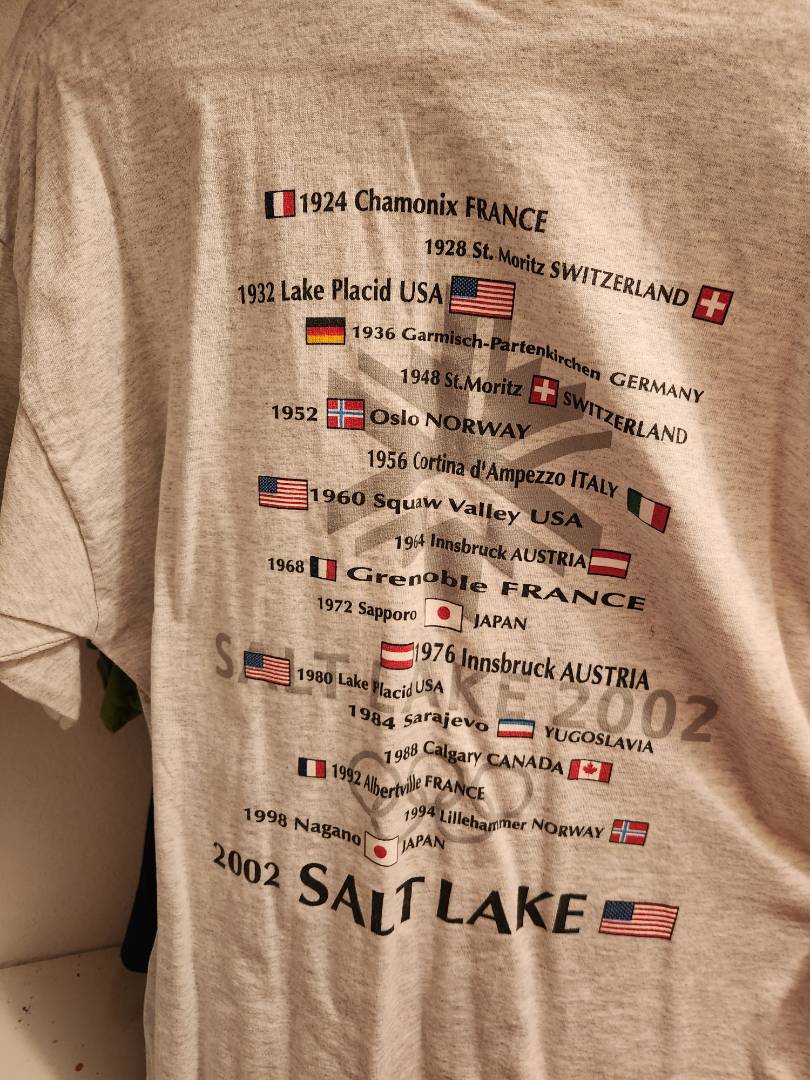 1924 Chamonix FRANCE
1928 St. Moritz SWITZERLAND
1932 Lake Placid USA
1936 Garmisch-Partenkirchen GERMANY
1948 St.Moritz SWITZERLAND
1952 Oslo NORWAY
1956 Cortina d'Ampezzo ITALY
1960 Squaw Valley USA
1964 Innsbruck AUSTRIA
1968 Grenoble FRANCE
1972 Sapporo JAPAN
1976 Innsbruck AUSTRIA
1980 Lake Placid USA
SALT LAKE 2002
1984 Sarajevo YUGOSLAVIA
1988 Calgary CANADA
1992 Albertville FRANCE
1994 Lillehammer NORWAY
1998 Nagano JAPAN
2002 SALT LAKE